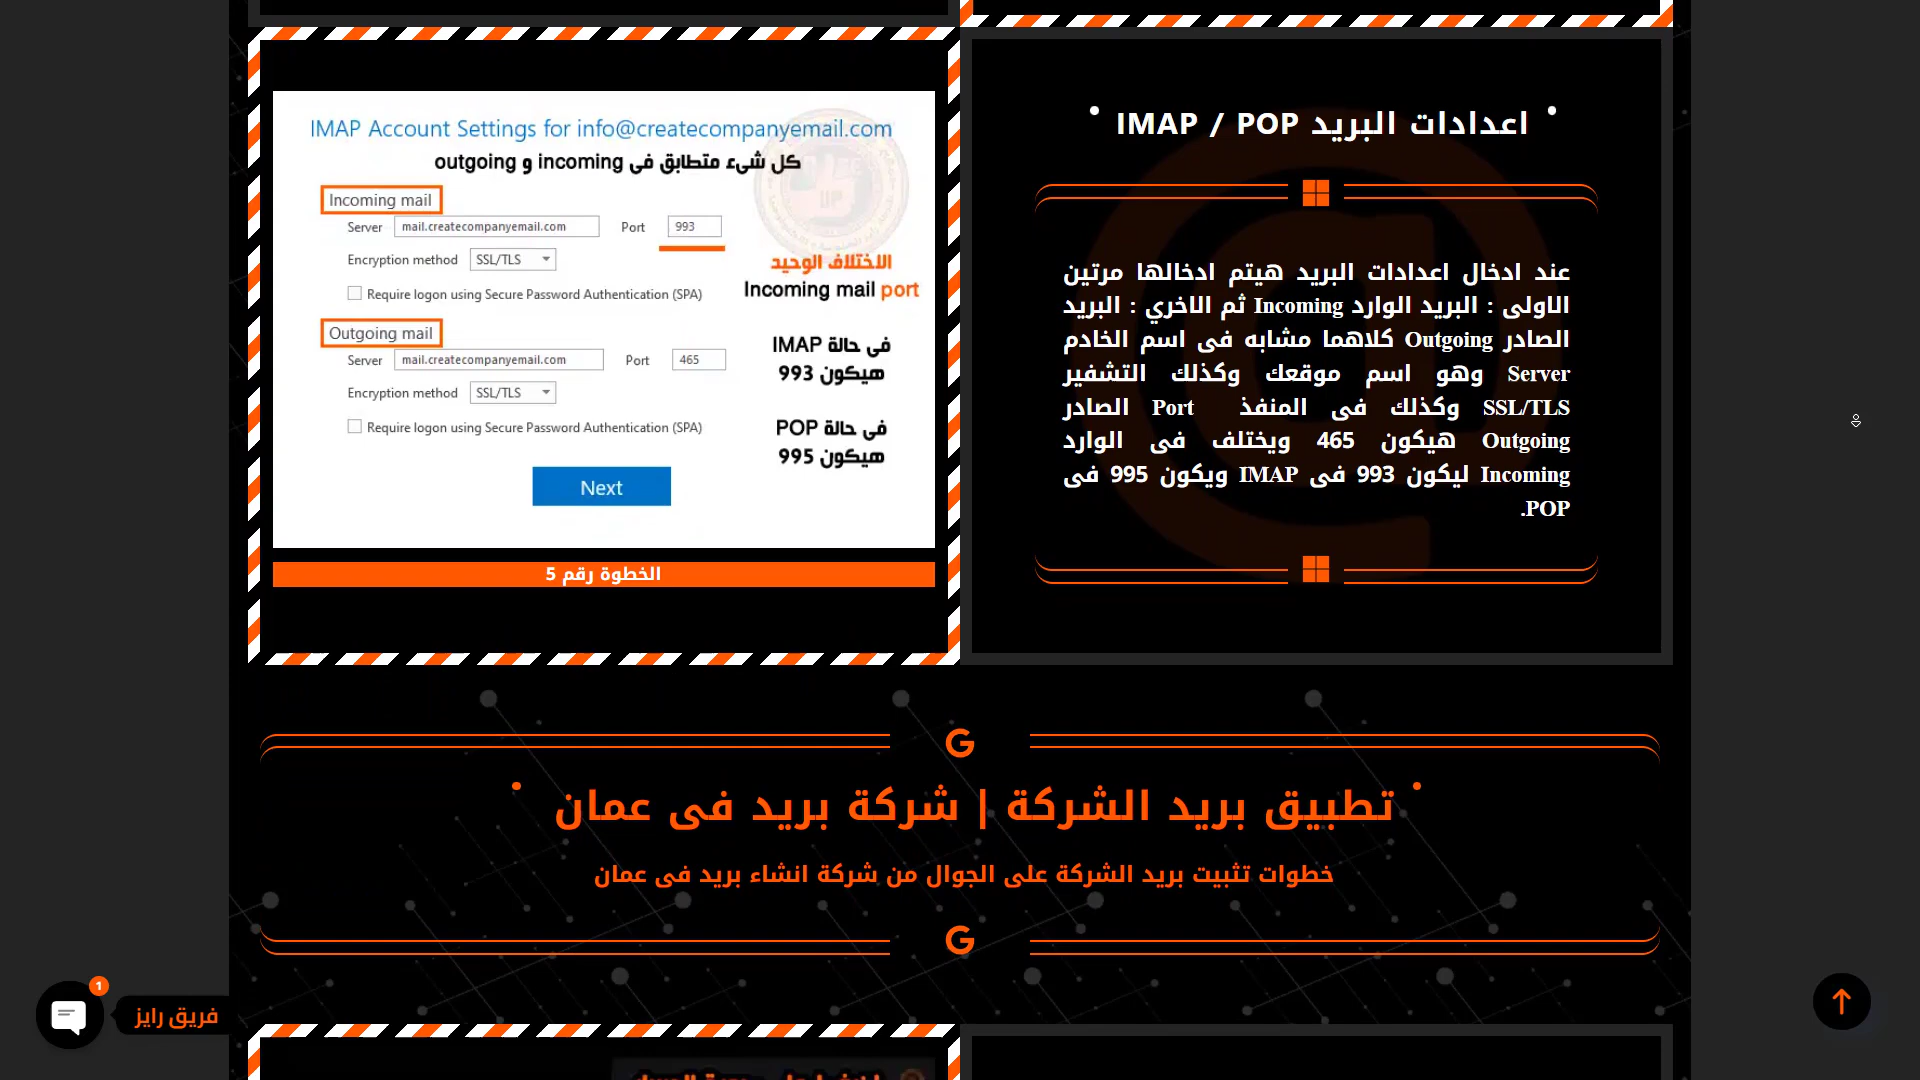 IMAP Account Settings for info@createcompanyemail.com
كل شىء متطابق فى incoming و outgoing
Incoming mail
Server mail.createcompanyemail.com Port 993
Encryption method SSL/TLS
Require logon using Secure Password Authentication (SPA)
الاختلاف الوحيد
Incoming mail port
Outgoing mail
Server mail.createcompanyemail.com Port 465
Encryption method SSL/TLS
Require logon using Secure Password Authentication (SPA)
فى حالة IMAP
هيكون 993
فى حالة POP
هيكون 995
Next
UP
الخطوة رقم 5
اعدادات البريد IMAP / POP
عند ادخال اعدادات البريد هيتم ادخالها مرتين
الاولى : البريد الوارد Incoming ثم الاخري : البريد
الصادر Outgoing كلاهما مشابه فى اسم الخادم
Server وهو اسم موقعك وكذلك التشفير
SSL/TLS وكذلك فى المنفذ Port الصادر
Outgoing هيكون 465 ويختلف فى الوارد
Incoming ليكون 993 فى IMAP ويكون 995 فى
POP.
تطبيق بريد الشركة | شركة بريد فى عمان
خطوات تثبيت بريد الشركة على الجوال من شركة انشاء بريد فى عمان
1
فريق رايز